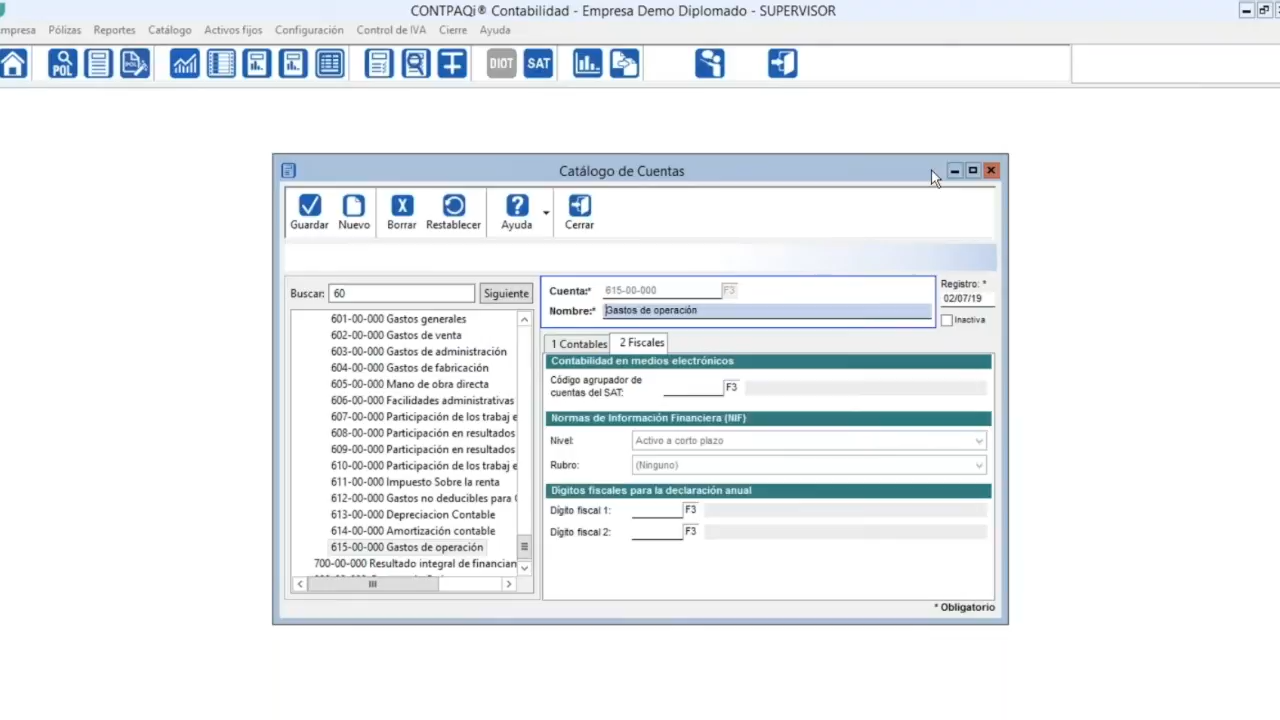 CONTPAQi® Contabilidad - Empresa Demo Diplomado - SUPERVISOR
mpresa Pólizas Reportes Catálogo Activos fijos Configuración Control de IVA Cierre Ayuda
POL DIOT SAT
Catálogo de Cuentas
Guardar Nuevo Borrar Restablecer Ayuda Cerrar
Buscar: 60 Siguiente
601-00-000 Gastos generales
602-00-000 Gastos de venta
603-00-000 Gastos de administración
604-00-000 Gastos de fabricación
605-00-000 Mano de obra directa
606-00-000 Facilidades administrativas
607-00-000 Participación de los trabaj e
608-00-000 Participación en resultados
609-00-000 Participación en resultados
610-00-000 Participación de los trabaj e
611-00-000 Impuesto Sobre la renta
612-00-000 Gastos no deducibles para
613-00-000 Depreciacion Contable
614-00-000 Amortización contable
615-00-000 Gastos de operación
700-00-000 Resultado integral de financian
Cuenta:* 615-00-000 F3
Nombre:* Gastos de operación
Registro: *
02/07/19
Inactiva
1 Contables 2 Fiscales
Contabilidad en medios electrónicos
Código agrupador de
cuentas del SAT: F3
Normas de Información Financiera (NIF)
Nivel: Activo a corto plazo
Rubro: (Ninguno)
Dígitos fiscales para la declaración anual
Dígito fiscal 1: F3
Dígito fiscal 2: F3
* Obligatorio